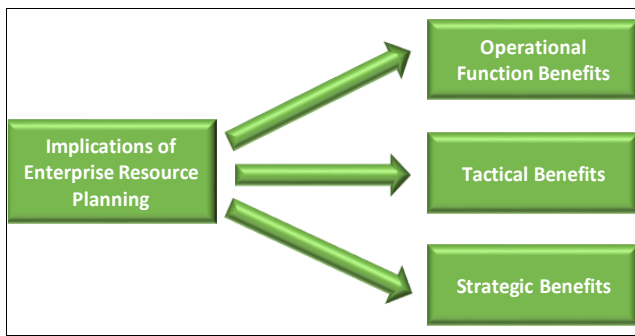 Implications of
Enterprise Resource
Planning
Operational
Function Benefits
Tactical Benefits
Strategic Benefits